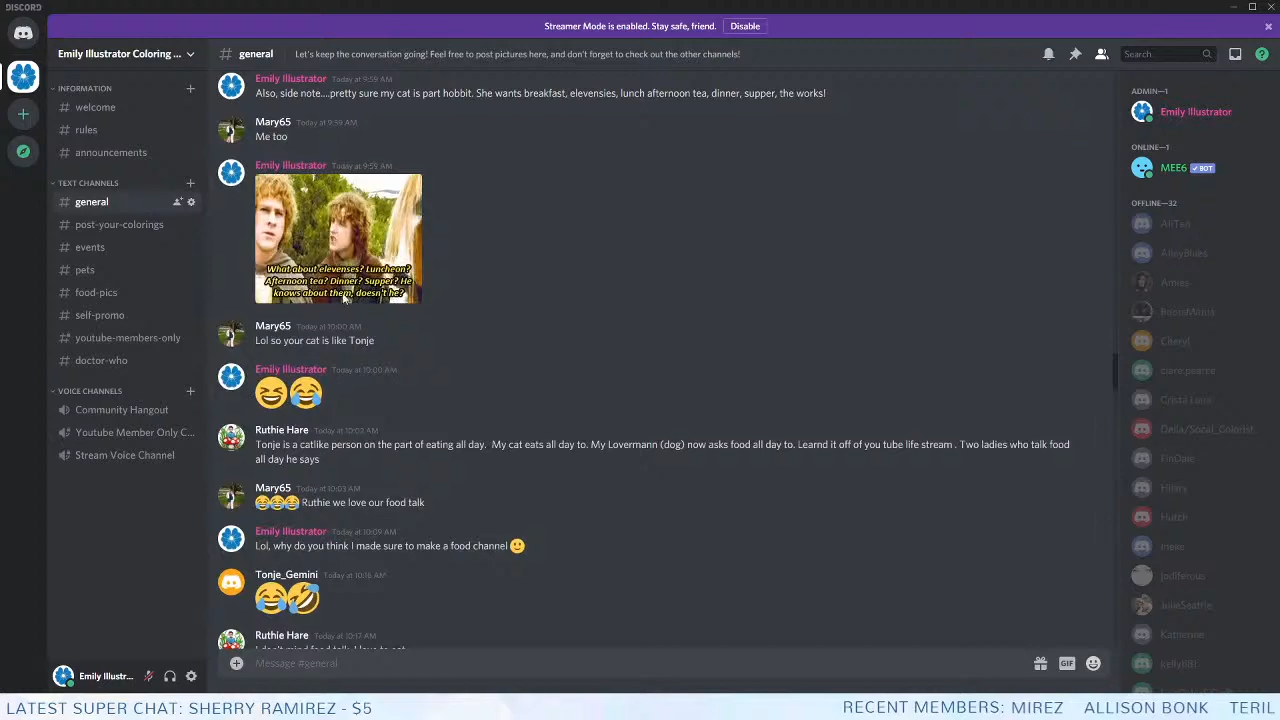 DISCORD
Streamer Mode is enabled. Stay safe, friend. Disable
Emily Illustrator Coloring ...
INFORMATION
welcome
rules
announcements
TEXT CHANNELS
general
post-your-colorings
events
pets
food-pics
self-promo
youtube-members-only
doctor-who
VOICE CHANNELS
Community Hangout
Youtube Member Only C...
Stream Voice Channel
Emily Illustr...
# general Let's keep the conversation going! Feel free to post pictures here, and don't forget to check out the other channels!
Search
Emily Illustrator Today at 9:59 AM
Also, side note....pretty sure my cat is part hobbit. She wants breakfast, elevensies, lunch afternoon tea, dinner, supper, the works!
Mary65 Today at 9:59 AM
Me too
Emily Illustrator Today at 9:59 AM
What about elevenses? Luncheon?
Afternoon tea? Dinner? Supper? He
knows about them, doesn't he?
Mary65 Today at 10:00 AM
Lol so your cat is like Tonje
Emily Illustrator Today at 10:00 AM
Ruthie Hare Today at 10:02 AM
Tonje is a catlike person on the part of eating all day. My cat eats all day to. My Lovermann (dog) now asks food all day to. Learnd it off of you tube life stream . Two ladies who talk food
all day he says
Mary65 Today at 10:03 AM
😂😂😂 Ruthie we love our food talk
Emily Illustrator Today at 10:09 AM
Lol, why do you think I made sure to make a food channel 🙂
Tonje_Gemini Today at 10:16 AM
Ruthie Hare Today at 10:17 AM
Message #general
GIF
ADMIN—1
Emily Illustrator
ONLINE—1
MEE6 ✓ BOT
OFFLINE—32
AlleyBlues
Amies
Cheryl
clare.pearce
Crista Luna
Della/Sozal_Colorist
FinDale
Hilary
Hutch
Ineke
Jodiferous
JulieSeattle
Katherine
LATEST SUPER CHAT: SHERRY RAMIREZ - $5
RECENT MEMBERS: MIREZ ALLISON BONK TERIL